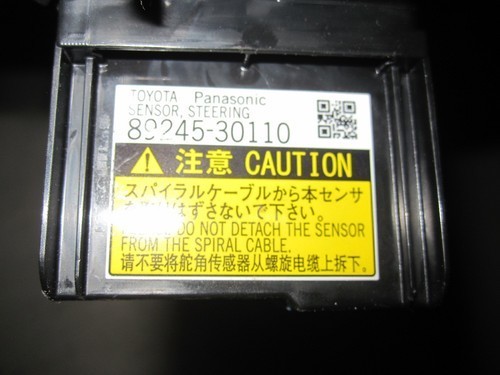 TOYOTA Panasonic
SENSOR, STEERING
89245-30110
注意 CAUTION
スパイラルケーブルから本センサ
はずさないで下さい。
DO NOT DETACH THE SENSOR
FROM THE SPIRAL CABLE.
请不要将舵角传感器从螺旋电缆上拆下。